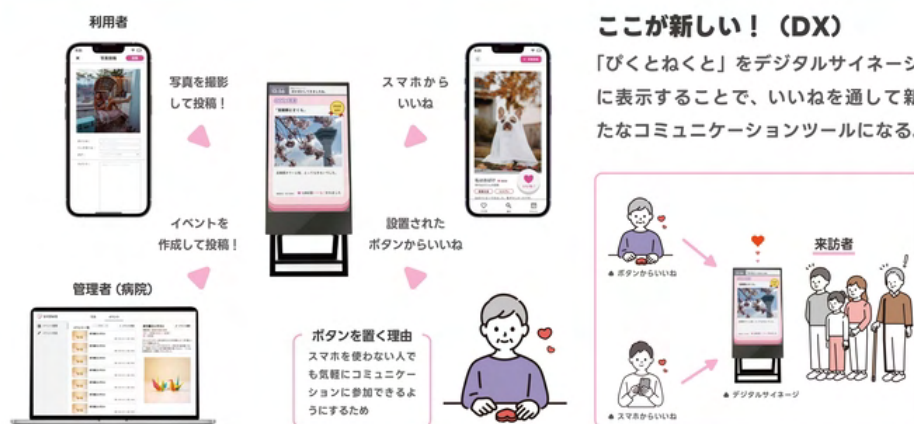 利用者
写真を撮影
して投稿！
スマホから
いいね
イベントを
作成して投稿！
設置された
ボタンからいいね
管理者（病院）
ボタンを置く理由
スマホを使わない人で
も気軽にコミュニケー
ションに参加できるよ
うにするため
ここが新しい！（DX）
「ぴくとねくと」をデジタルサイネージ
に表示することで、いいねを通して新
たなコミュニケーションツールになる。
ボタンからいいね
来訪者
デジタルサイネージ
スマホからいいね